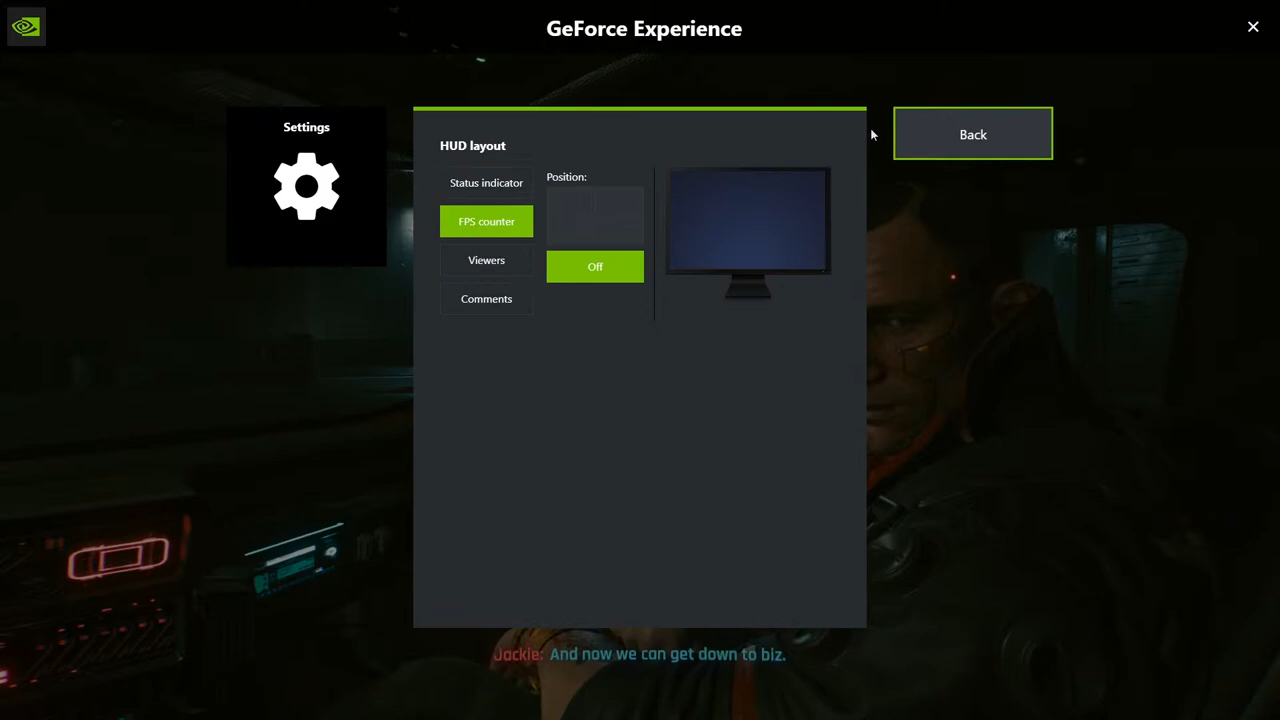 GeForce Experience
Settings
HUD layout
Back
Status indicator
Position:
FPS counter
Viewers
Off
Comments
Jackie: And now we can get down to biz.